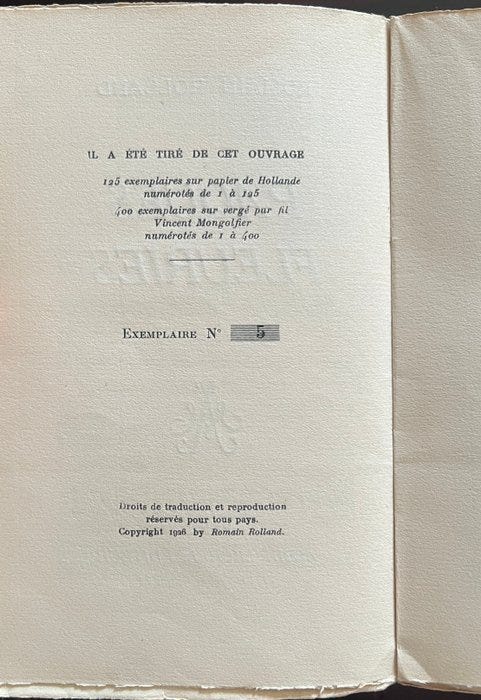 IL A ÉTÉ TIRÉ DE CET OUVRAGE
125 exemplaires sur papier de Hollande
numérotés de 1 à 125
400 exemplaires sur vergé pur fil
Vincent Mongolfier
numérotés de 1 à 400
EXEMPLAIRE N° 5
Droits de traduction et reproduction
réservés pour tous pays.
Copyright 1926 by Romain Rolland.